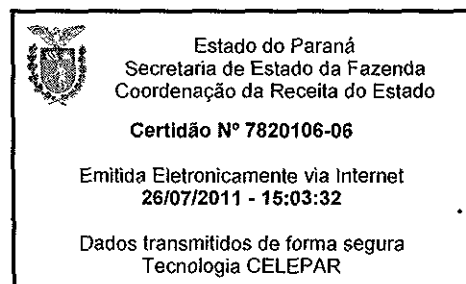 Estado do Paraná
Secretaria de Estado da Fazenda
Coordenação da Receita do Estado
Certidão Nº 7820106-06
Emitida Eletronicamente via Internet
26/07/2011 - 15:03:32
Dados transmitidos de forma segura
Tecnologia CELEPAR